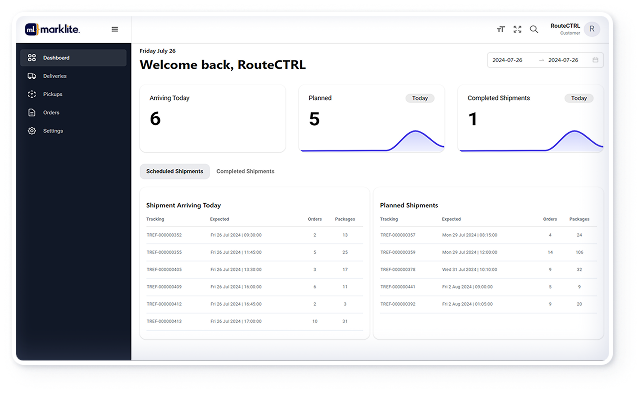 ml marklite.
RouteCTRL
Customer
R
Dashboard
Deliveries
Pickups
Orders
Settings
Friday July 26
Welcome back, RouteCTRL
2024-07-26 → 2024-07-26
Arriving Today
6
Planned Today
5
Completed Shipments Today
1
Scheduled Shipments Completed Shipments
Shipment Arriving Today
Tracking Expected Orders Packages
TREF-000000352 Fri 26 Jul 2024 | 09:30:00 2 13
TREF-000000355 Fri 26 Jul 2024 | 11:45:00 5 25
TREF-000000405 Fri 26 Jul 2024 | 13:30:00 3 17
TREF-000000409 Fri 26 Jul 2024 | 16:00:00 6 11
TREF-000000412 Fri 26 Jul 2024 | 16:45:00 2 3
TREF-000000412 Fri 26 Jul 2024 | 17:00:00 10 31
Planned Shipments
Tracking Expected Orders Packages
TREF-000000357 Mon 29 Jul 2024 | 08:15:00 4 24
TREF-000000359 Mon 29 Jul 2024 | 12:00:00 14 106
TREF-000000378 Wed 31 Jul 2024 | 10:10:00 9 32
TREF-000000441 Fri 2 Aug 2024 | 09:00:00 5 9
TREF-000000392 Fri 2 Aug 2024 | 01:05:00 9 20